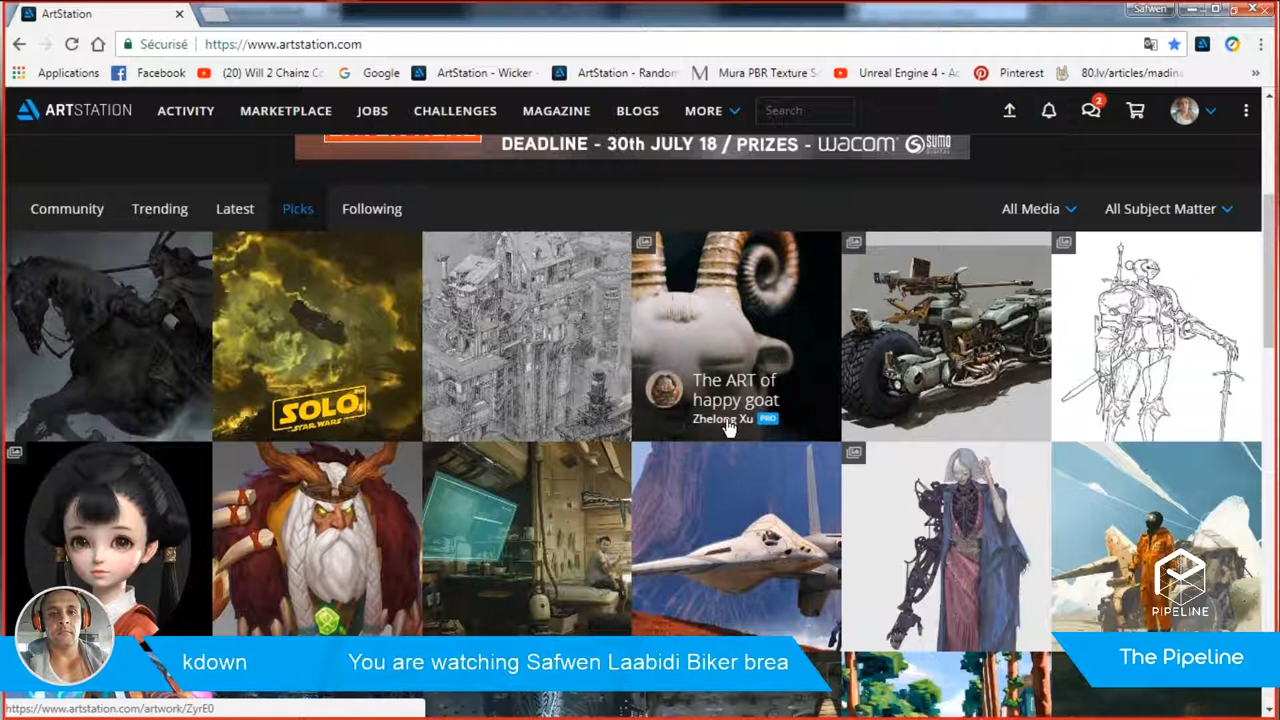 ArtStation
Safwen
Sécurisé
https://www.artstation.com
Applications
Facebook
(20) Will 2 Chainz Co
Google
ArtStation - Wicker -
ArtStation - Random
Mura PBR Texture S
Unreal Engine 4 - Ac
Pinterest
80.lv/articles/madina
»
ARTSTATION
ACTIVITY
MARKETPLACE
JOBS
CHALLENGES
MAGAZINE
BLOGS
MORE
Search
2
DEADLINE - 30th JULY 18 / PRIZES - wacom SUMO DIGITAL
Community
Trending
Latest
Picks
Following
All Media
All Subject Matter
SOLO
STAR WARS
The ART of
happy goat
Zhelong Xu PRO
PIPELINE
kdown
You are watching Safwen Laabidi Biker brea
The Pipeline
https://www.artstation.com/artwork/ZyrE0